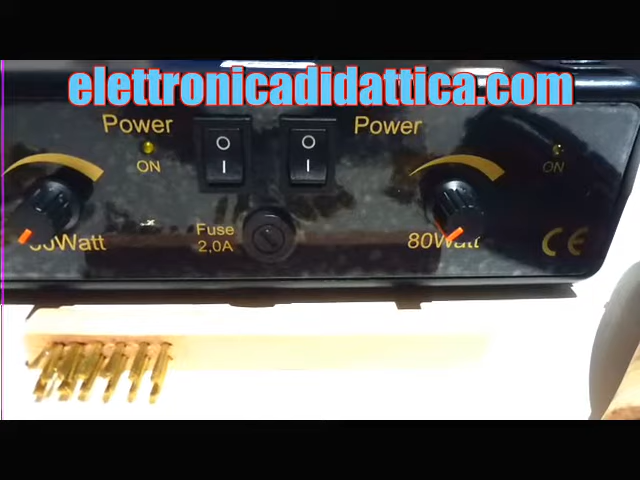 elettronicadidattica.com
Power
Power
ON
ON
O
I
O
I
Fuse
2,0A
80Watt
CE